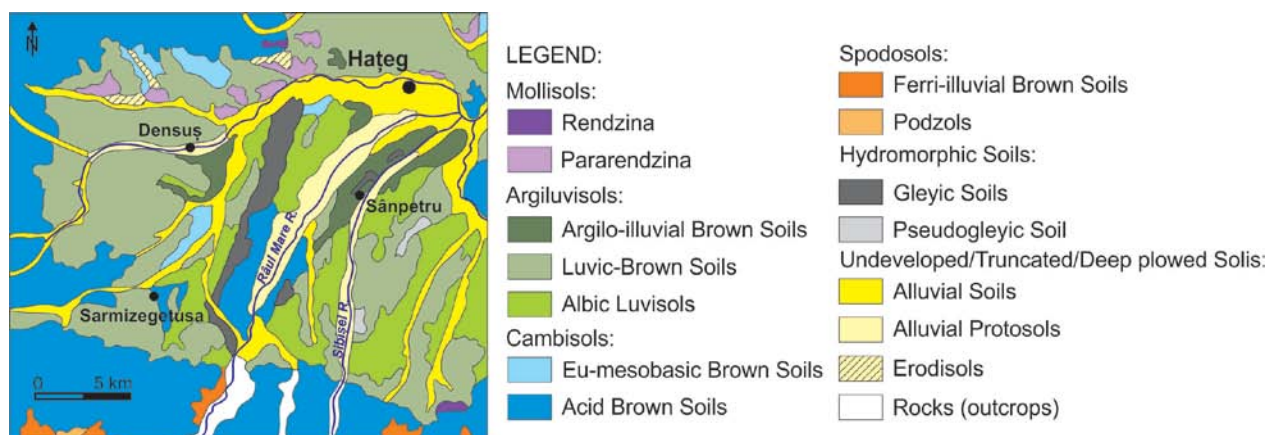 N
Hațeg
Densuș
Sânpetru
Râul Mare R.
Sarmizegetusa
Sibișel R.
0 5 km
LEGEND:
Mollisols:
Rendzina
Pararendzina
Argiluvisols:
Argilo-illuvial Brown Soils
Luvic-Brown Soils
Albic Luvisols
Cambisols:
Eu-mesobasic Brown Soils
Acid Brown Soils
Spodosols:
Ferri-illuvial Brown Soils
Podzols
Hydromorphic Soils:
Gleyic Soils
Pseudogleyic Soil
Undeveloped/Truncated/Deep plowed Solis:
Alluvial Soils
Alluvial Protosols
Erodisols
Rocks (outcrops)